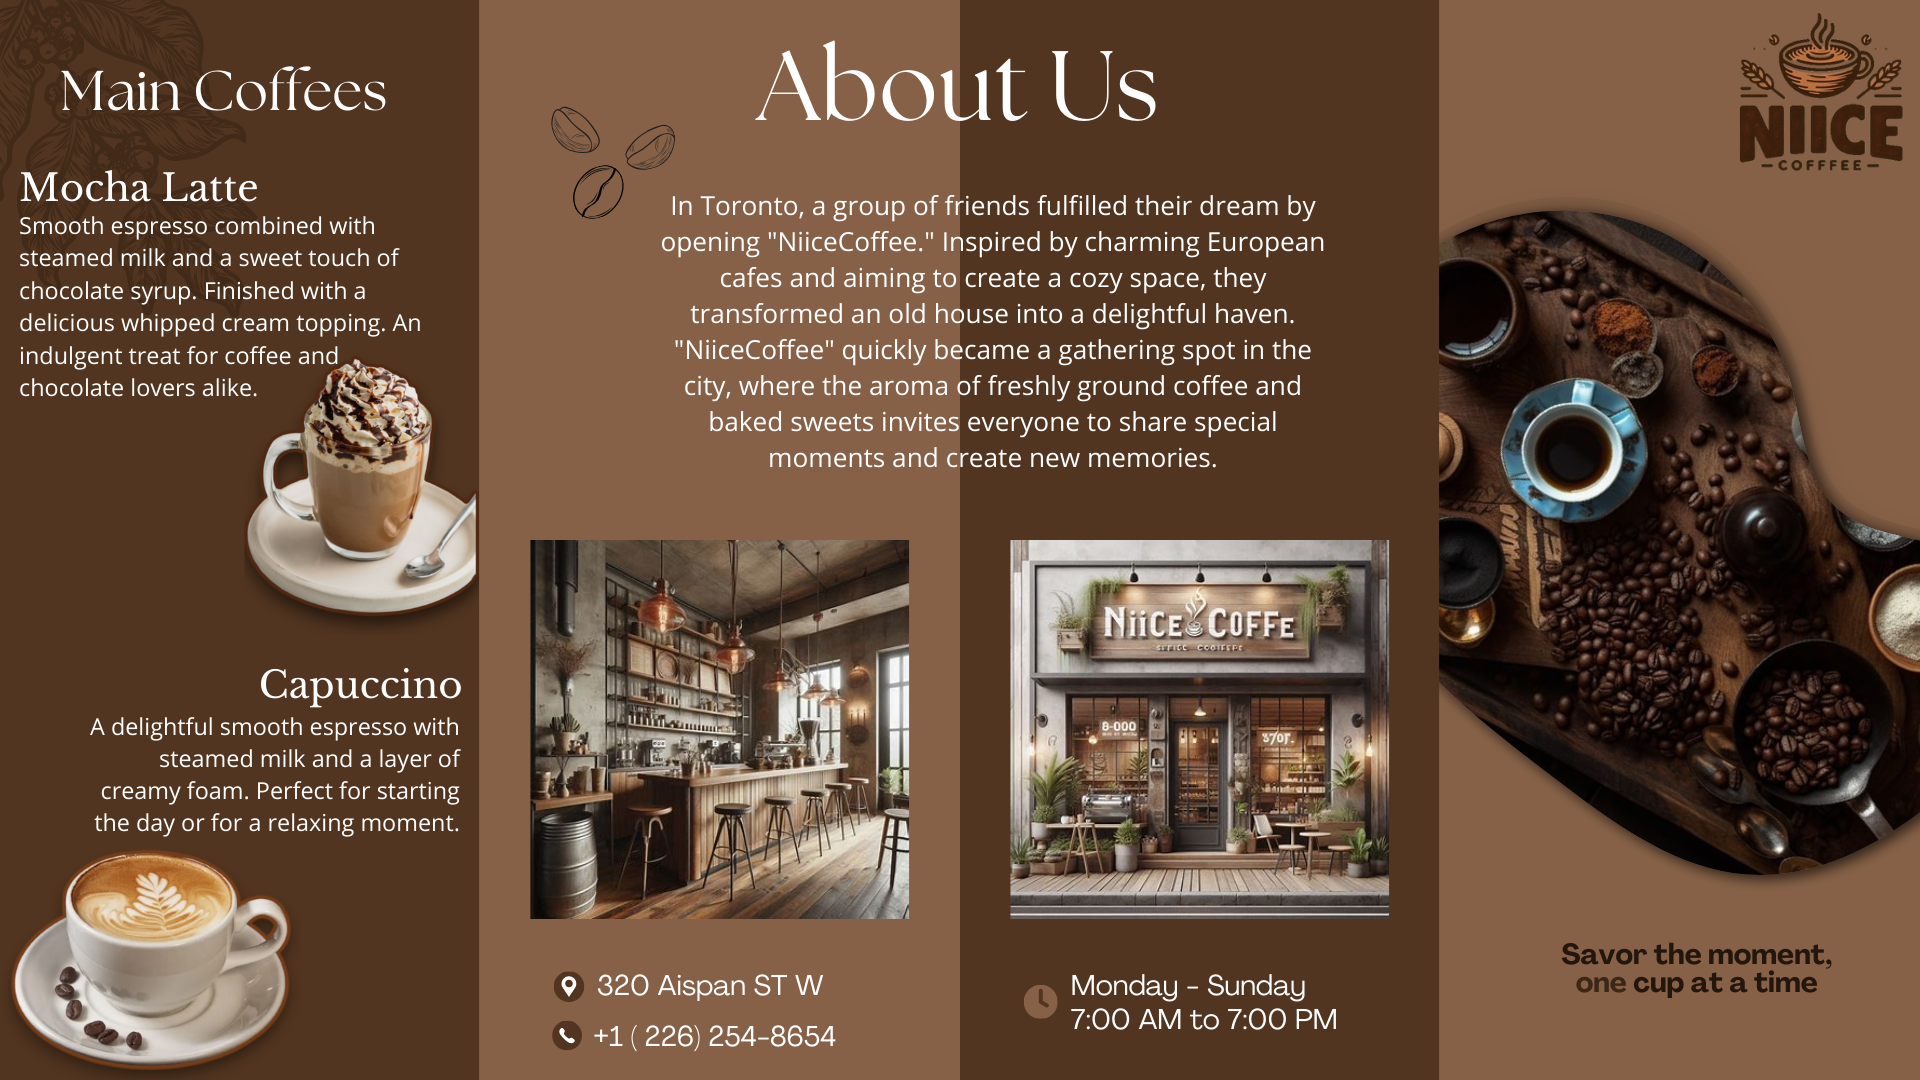 Main Coffees
Mocha Latte
Smooth espresso combined with
steamed milk and a sweet touch of
chocolate syrup. Finished with a
delicious whipped cream topping. An
indulgent treat for coffee and
chocolate lovers alike.
Capuccino
A delightful smooth espresso with
steamed milk and a layer of
creamy foam. Perfect for starting
the day or for a relaxing moment.
About Us
In Toronto, a group of friends fulfilled their dream by
opening "NiiceCoffee." Inspired by charming European
cafes and aiming to create a cozy space, they
transformed an old house into a delightful haven.
"NiiceCoffee" quickly became a gathering spot in the
city, where the aroma of freshly ground coffee and
baked sweets invites everyone to share special
moments and create new memories.
NiiCE COFFE
8-000
320 Aispan ST W
+1 ( 226) 254-8654
Monday - Sunday
7:00 AM to 7:00 PM
NIICE
COFFFEE
Savor the moment,
one cup at a time